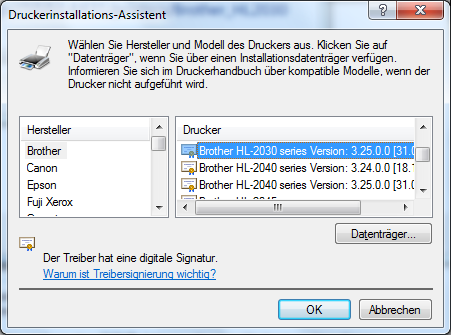 Druckerinstallations-Assistent
Wählen Sie Hersteller und Modell des Druckers aus. Klicken Sie auf
"Datenträger", wenn Sie über einen Installationsdatenträger verfügen.
Informieren Sie sich im Druckerhandbuch über kompatible Modelle, wenn der
Drucker nicht aufgeführt wird.
Hersteller
Brother
Canon
Epson
Fuji Xerox
Drucker
Brother HL-2030 series Version: 3.25.0.0 [31.0
Brother HL-2040 series Version: 3.24.0.0 [18.1
Brother HL-2040 series Version: 3.25.0.0 [31.0
Datenträger...
Der Treiber hat eine digitale Signatur.
Warum ist Treibersignierung wichtig?
OK
Abbrechen